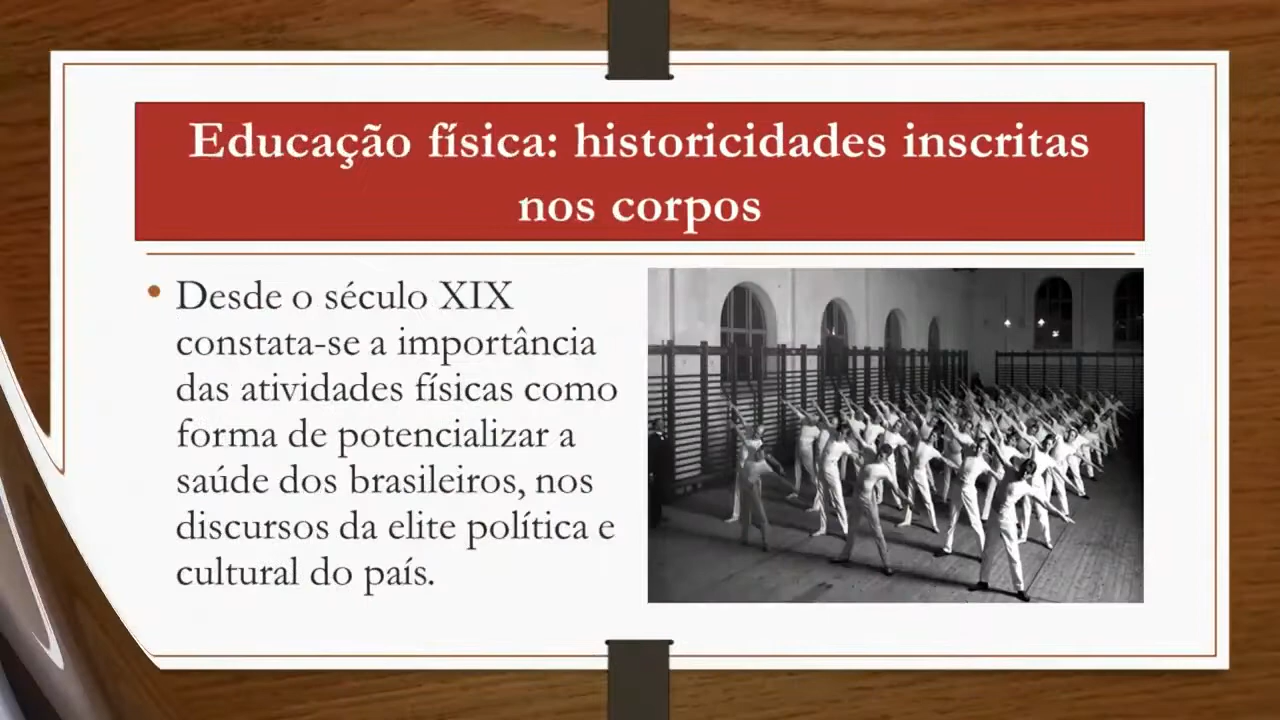 Educação física: historicidades inscritas
nos corpos
• Desde o século XIX
constata-se a importância
das atividades físicas como
forma de potencializar a
saúde dos brasileiros, nos
discursos da elite política e
cultural do país.